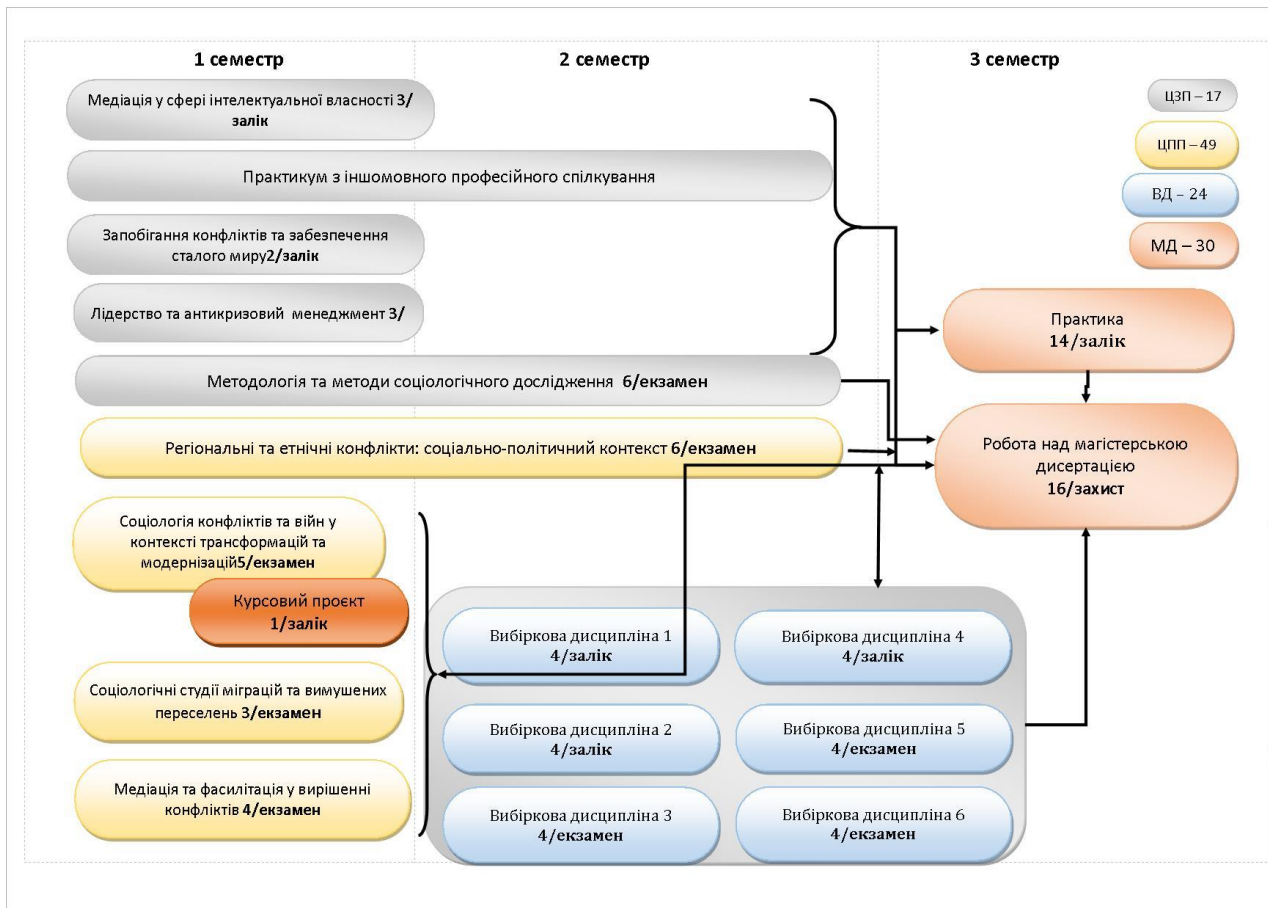 1 семестр
2 семестр
3 семестр
Медіація у сфері інтелектуальної власності 3/
залік
Практикум з іншомовного професійного спілкування
Запобігання конфліктів та забезпечення
сталого миру2/залік
Лідерство та антикризовий менеджмент 3/
Методологія та методи соціологічного дослідження 6/екзамен
Регіональні та етнічні конфлікти: соціально-політичний контекст 6/екзамен
Соціологія конфліктів та війн у
контексті трансформацій та
модернізацій5/екзамен
Курсовий проєкт
1/залік
Соціологічні студії міграцій та вимушених
переселень 3/екзамен
Медіація та фасилітація у вирішенні
конфліктів 4/екзамен
Вибіркова дисципліна 1
4/залік
Вибіркова дисципліна 2
4/залік
Вибіркова дисципліна 3
4/екзамен
Вибіркова дисципліна 4
4/залік
Вибіркова дисципліна 5
4/екзамен
Вибіркова дисципліна 6
4/екзамен
ЦЗП – 17
ЦПП – 49
ВД – 24
МД – 30
Практика
14/залік
Робота над магістерською
дисертацією
16/захист